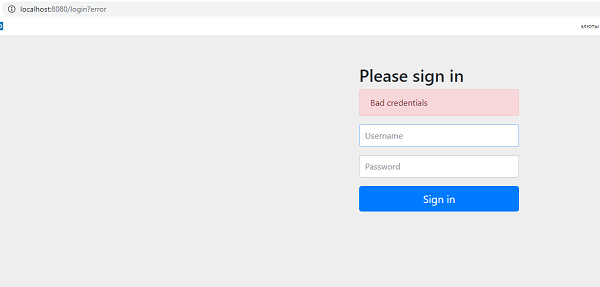 localhost:8080/login?error
Please sign in
Bad credentials
Username
Password
Sign in